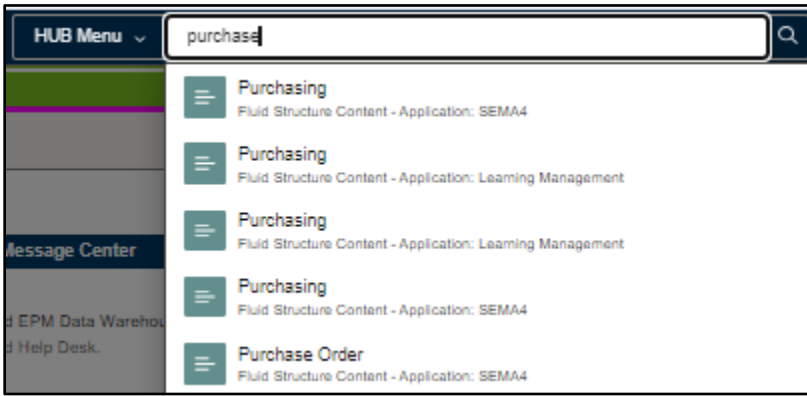 HUB Menu
purchase
Purchasing
Fluid Structure Content - Application: SEMA4
Purchasing
Fluid Structure Content - Application: Learning Management
Purchasing
Fluid Structure Content - Application: Learning Management
Purchasing
Fluid Structure Content - Application: SEMA4
Purchase Order
Fluid Structure Content - Application: SEMA4
Message Center
d EPM Data Warehou
d Help Desk.